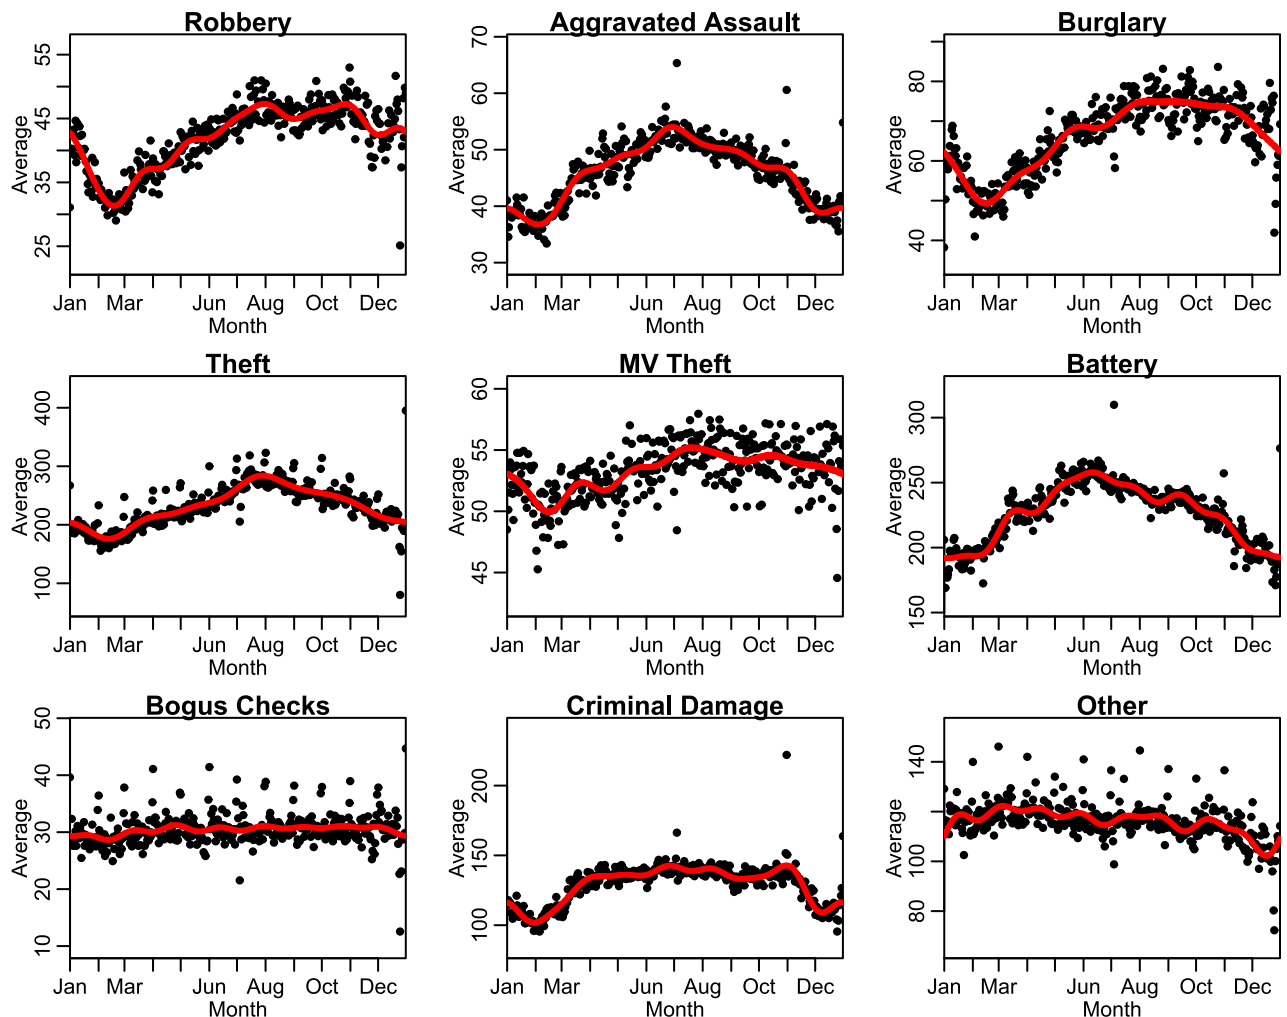 Robbery
Aggravated Assault
Burglary
Average
55
45
35
25
Jan Mar Jun Aug Oct Dec
Month
Average
70
60
50
40
30
Jan Mar Jun Aug Oct Dec
Month
Average
80
60
40
Jan Mar Jun Aug Oct Dec
Month
Theft
MV Theft
Battery
Average
400
300
200
100
Jan Mar Jun Aug Oct Dec
Month
Average
60
55
50
45
Jan Mar Jun Aug Oct Dec
Month
Average
300
250
200
150
Jan Mar Jun Aug Oct Dec
Month
Bogus Checks
Criminal Damage
Other
Average
50
40
30
20
10
Jan Mar Jun Aug Oct Dec
Month
Average
200
150
100
Jan Mar Jun Aug Oct Dec
Month
Average
140
120
100
80
Jan Mar Jun Aug Oct Dec
Month